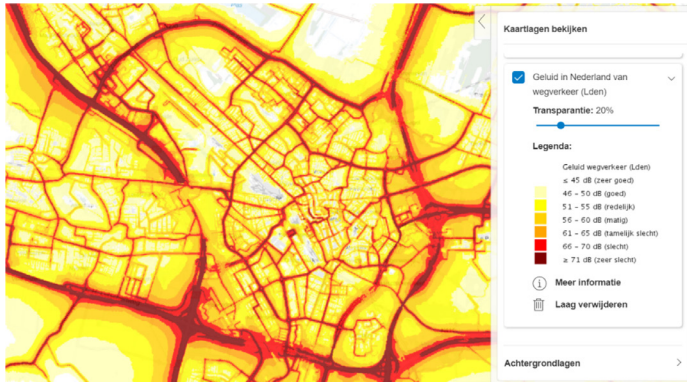 Kaartlagen bekijken
Geluid in Nederland van
wegverkeer (Lden)
Transparantie: 20%
Legenda:
Geluid wegverkeer (Lden)
≤ 45 dB (zeer goed)
46 – 50 dB (goed)
51 – 55 dB (redelijk)
56 – 60 dB (matig)
61 – 65 dB (tamelijk slecht)
66 – 70 dB (slecht)
≥ 71 dB (zeer slecht)
Meer informatie
Laag verwijderen
Achtergrondlagen